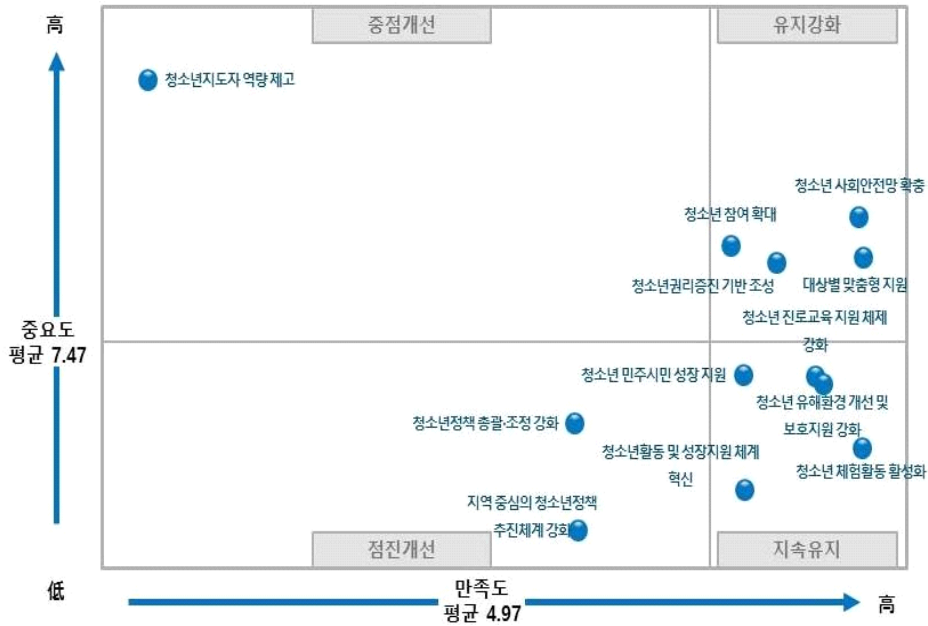 高
중점개선
유지강화
청소년지도자 역량 제고
청소년 사회안전망 확충
청소년 참여 확대
청소년권리증진 기반 조성
대상별 맞춤형 지원
청소년 진로교육 지원 체제
강화
중요도
평균 7.47
청소년 민주시민 성장 지원
청소년 유해환경 개선 및
보호지원 강화
청소년정책 총괄·조정 강화
청소년활동 및 성장지원 체계
혁신
청소년 체험활동 활성화
지역 중심의 청소년정책
추진체계 강화
점진개선
지속유지
低
만족도
평균 4.97
高